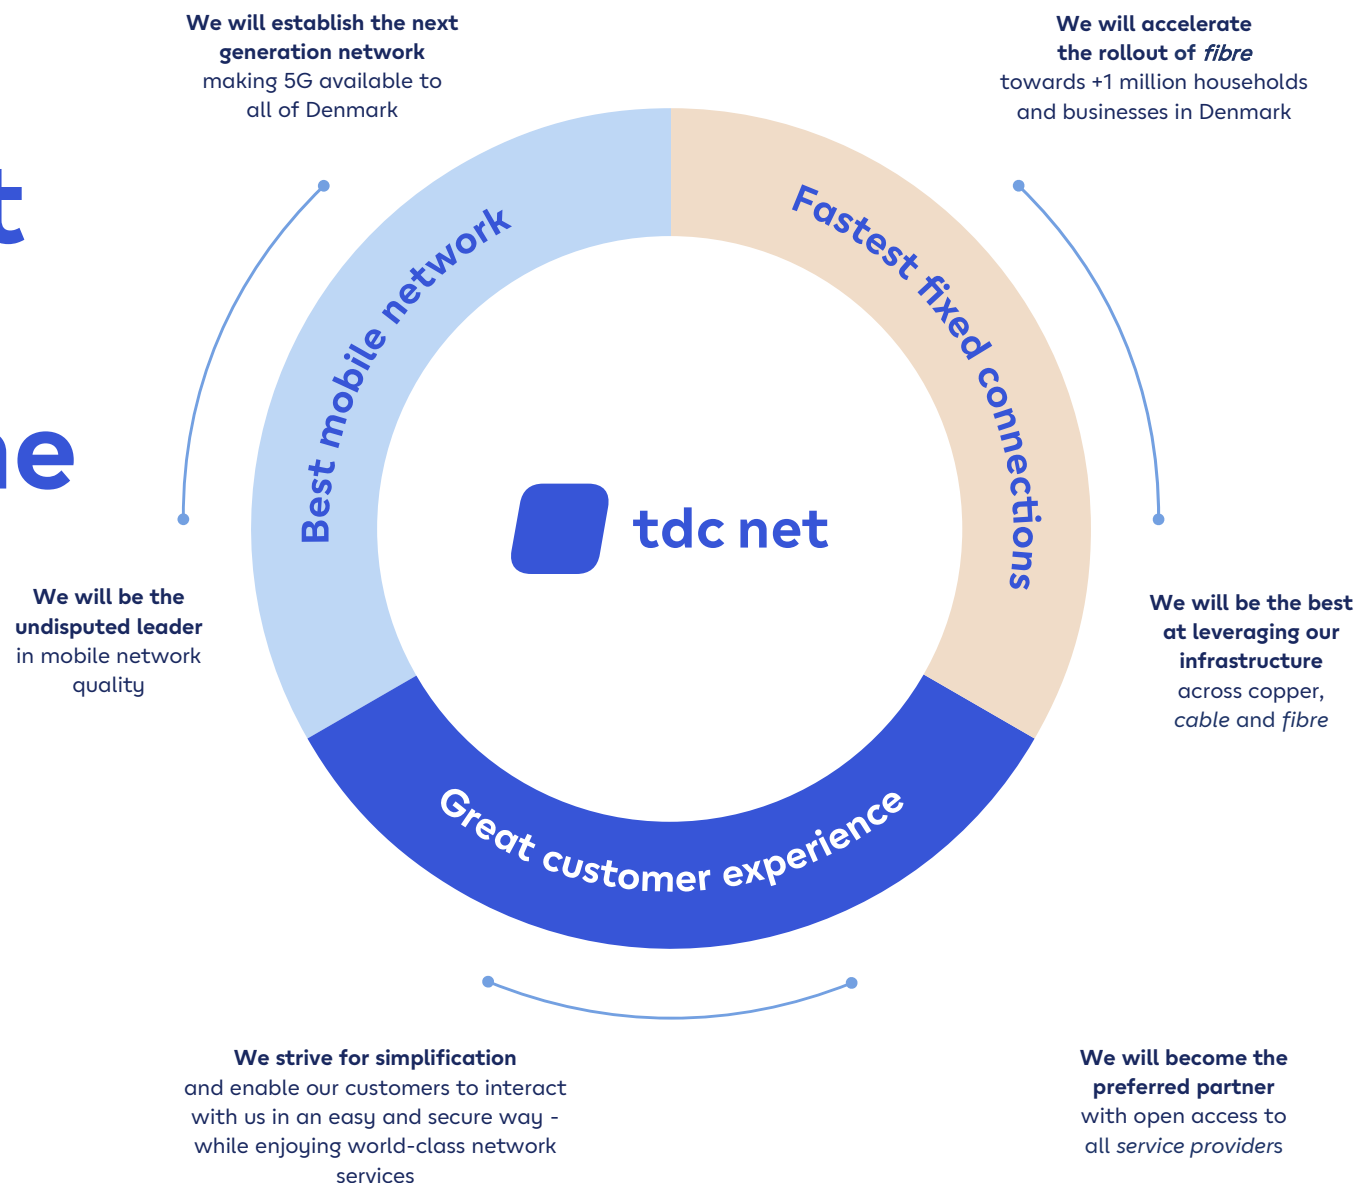 We will establish the next
generation network
making 5G available to
all of Denmark
We will accelerate
the rollout of fibre
towards +1 million households
and businesses in Denmark
Best mobile network
Fastest fixed connections
tdc net
We will be the
undisputed leader
in mobile network
quality
We will be the best
at leveraging our
infrastructure
across copper,
cable and fibre
Great customer experience
We strive for simplification
and enable our customers to interact
with us in an easy and secure way -
while enjoying world-class network
services
We will become the
preferred partner
with open access to
all service providers